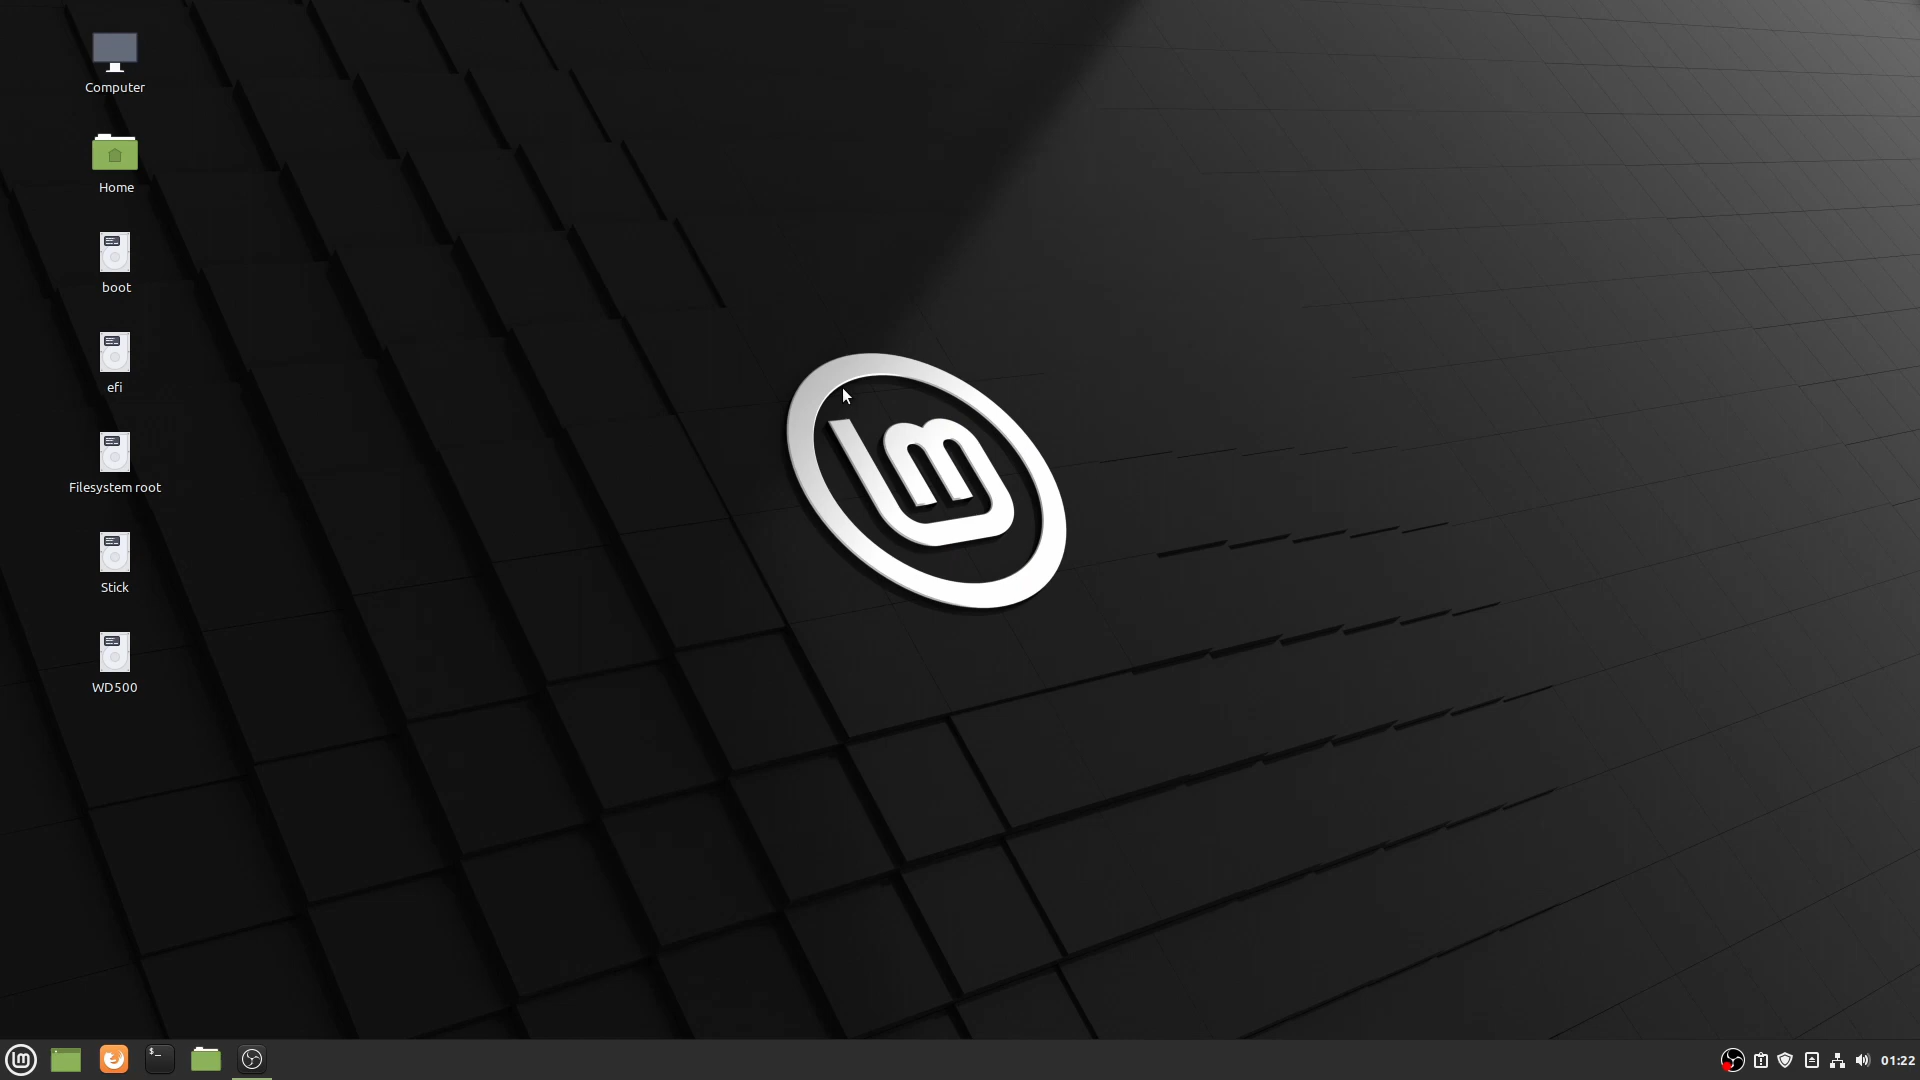 Computer
Home
boot
efi
Filesystem root
Stick
WD500
$_
01:22